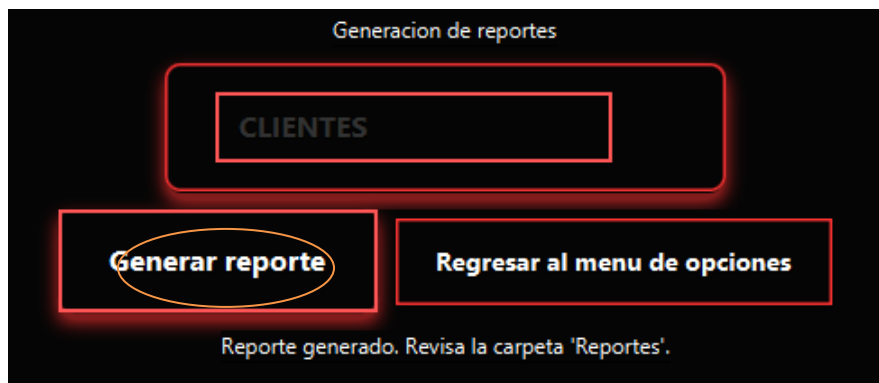 Generacion de reportes
CLIENTES
Generar reporte
Regresar al menu de opciones
Reporte generado. Revisa la carpeta 'Reportes'.